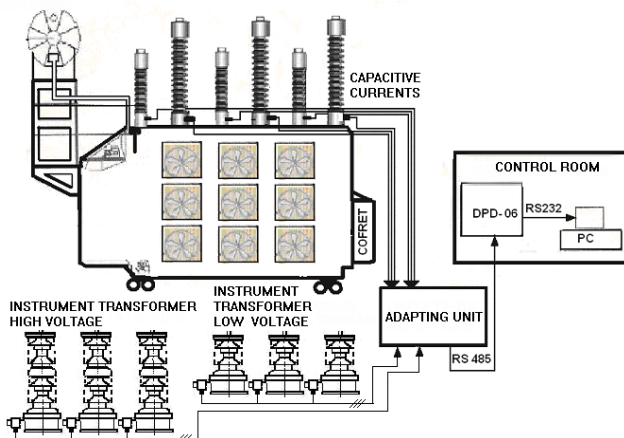 CAPACITIVE
CURRENTS
CONTROL ROOM
DPD-06
RS232
PC
COFRET
INSTRUMENT TRANSFORMER
HIGH VOLTAGE
INSTRUMENT
TRANSFORMER
LOW VOLTAGE
ADAPTING UNIT
RS 485